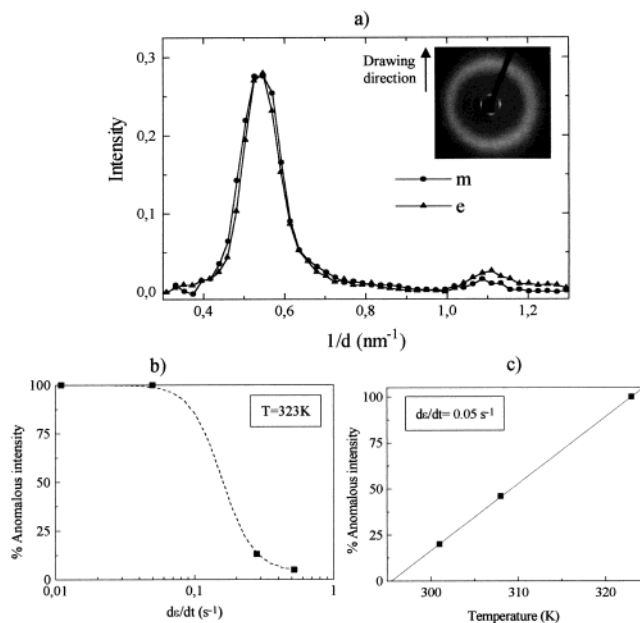 a)
0,3
0,2
0,1
0,0
Intensity
Drawing
direction
m
e
0,4 0,6 0,8 1,0 1,2
1/d (nm⁻¹)
b)
100
75
50
25
0
% Anomalous intensity
T=323K
0,01 0,1 1
dε/dt (s⁻¹)
c)
100
75
50
25
0
% Anomalous intensity
dε/dt= 0.05 s⁻¹
300 310 320
Temperature (K)